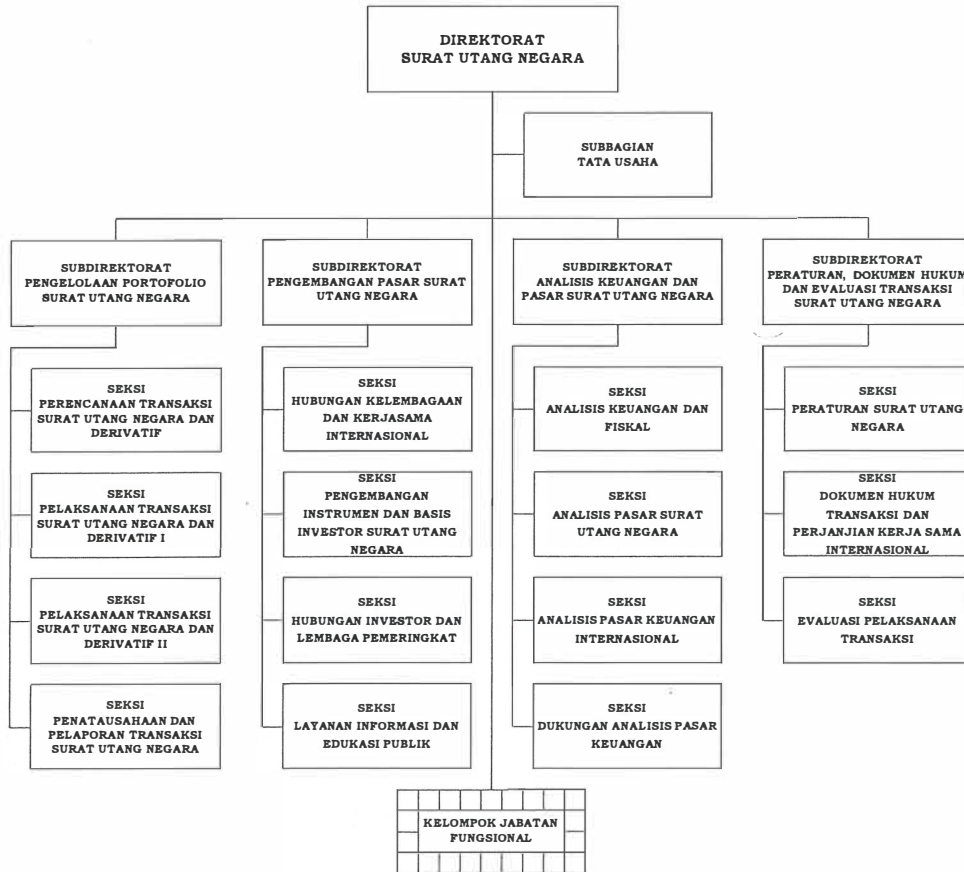 DIREKTORAT
SURAT UTANG NEGARA
SUBBAGIAN
TATA USAHA
SUBDIREKTORAT
PENGELOLAAN PORTOFOLIO
SURAT UTANG NEGARA
SUBDIREKTORAT
PENGEMBANGAN PASAR SURAT
UTANG NEGARA
SUBDIREKTORAT
ANALISIS KEUANGAN DAN
PASAR SURAT UTANG NEGARA
SUBDIREKTORAT
PERATURAN, DOKUMEN HUKUM
DAN EVALUASI TRANSAKSI
SURAT UTANG NEGARA
SEKSI
PERENCANAAN TRANSAKSI
SURAT UTANG NEGARA DAN
DERIVATIF
SEKSI
PELAKSANAAN TRANSAKSI
SURAT UTANG NEGARA DAN
DERIVATIF I
SEKSI
PELAKSANAAN TRANSAKSI
SURAT UTANG NEGARA DAN
DERIVATIF II
SEKSI
PENATAUSAHAAN DAN
PELAPORAN TRANSAKSI
SURAT UTANG NEGARA
SEKSI
HUBUNGAN KELEMBAGAAN
DAN KERJASAMA
INTERNASIONAL
SEKSI
PENGEMBANGAN
INSTRUMEN DAN BASIS
INVESTOR SURAT UTANG
NEGARA
SEKSI
HUBUNGAN INVESTOR DAN
LEMBAGA PEMERINGKAT
SEKSI
LAYANAN INFORMASI DAN
EDUKASI PUBLIK
SEKSI
ANALISIS KEUANGAN DAN
FISKAL
SEKSI
ANALISIS PASAR SURAT
UTANG NEGARA
SEKSI
ANALISIS PASAR KEUANGAN
INTERNASIONAL
SEKSI
DUKUNGAN ANALISIS PASAR
KEUANGAN
SEKSI
PERATURAN SURAT UTANG
NEGARA
SEKSI
DOKUMEN HUKUM
TRANSAKSI DAN
PERJANJIAN KERJA SAMA
INTERNASIONAL
SEKSI
EVALUASI PELAKSANAAN
TRANSAKSI
KELOMPOK JABATAN
FUNGSIONAL